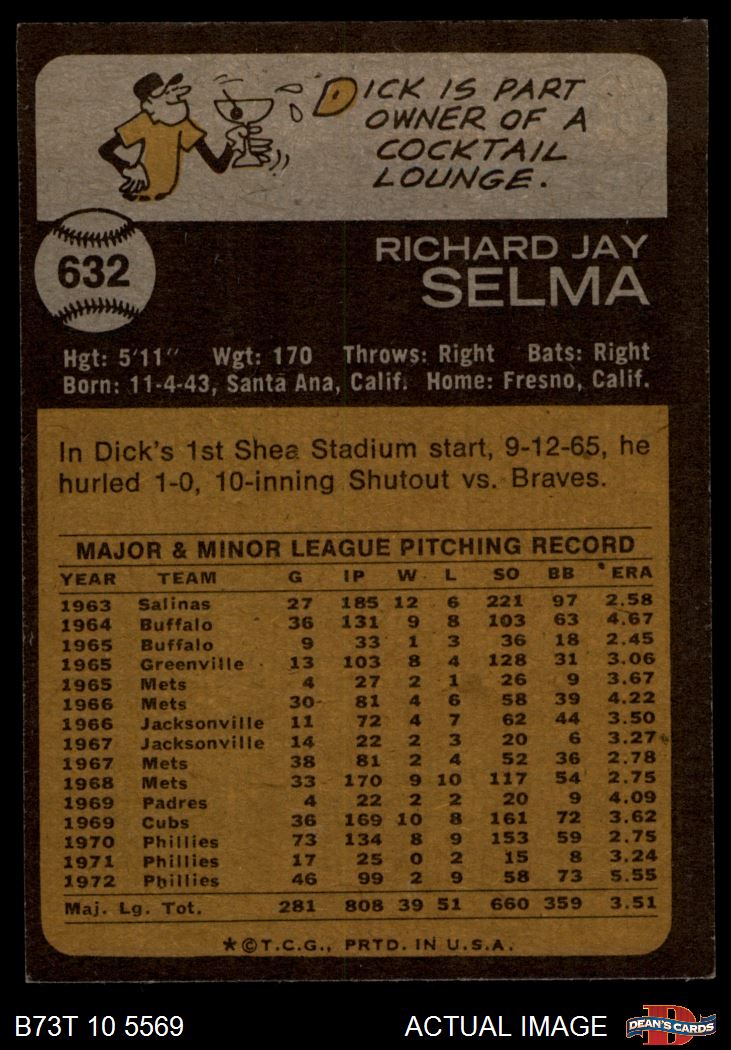 DICK IS PART
OWNER OF A
COCKTAIL
LOUNGE.
632
RICHARD JAY
SELMA
Hgt: 5'11" Wgt: 170 Throws: Right Bats: Right
Born: 11-4-43, Santa Ana, Calif. Home: Fresno, Calif.
In Dick's 1st Shea Stadium start, 9-12-65, he
hurled 1-0, 10-inning Shutout vs. Braves.
MAJOR & MINOR LEAGUE PITCHING RECORD
YEAR TEAM G IP W L SO BB ERA
1963 Salinas 27 185 12 6 221 97 2.58
1964 Buffalo 36 131 9 8 103 63 4.67
1965 Buffalo 9 33 1 3 36 18 2.45
1965 Greenville 13 103 8 4 128 31 3.06
1965 Mets 4 27 2 1 26 9 3.67
1966 Mets 30 81 4 6 58 39 4.22
1966 Jacksonville 11 72 4 7 62 44 3.50
1967 Jacksonville 14 22 2 3 20 6 3.27
1967 Mets 38 81 2 4 52 36 2.78
1968 Mets 33 170 9 10 117 54 2.75
1969 Padres 4 22 2 2 20 9 4.09
1969 Cubs 36 169 10 8 161 72 3.62
1970 Phillies 73 134 8 9 153 59 2.75
1971 Phillies 17 25 0 2 15 8 3.24
1972 Phillies 46 99 2 9 58 73 5.55
Maj. Lg. Tot. 281 808 39 51 660 359 3.51
★©T.C.G., PRTD. IN U.S.A.
B73T 10 5569 ACTUAL IMAGE D DEAN'S CARDS